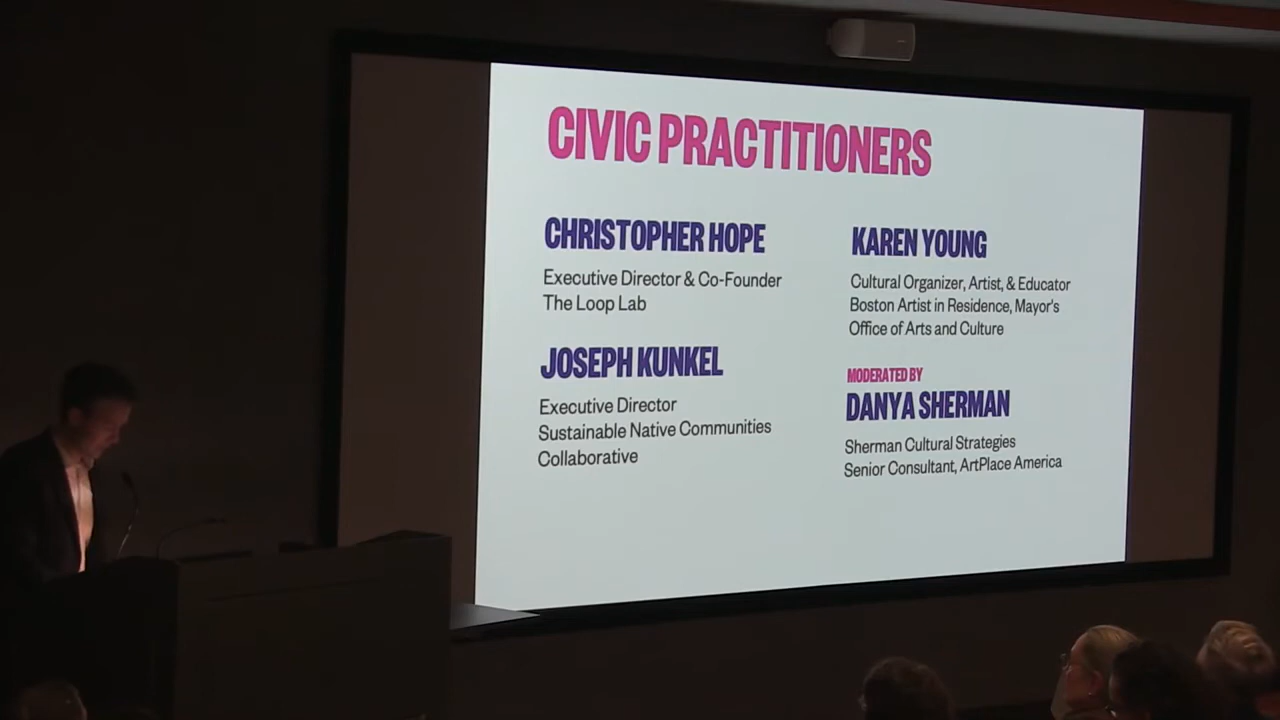 CIVIC PRACTITIONERS
CHRISTOPHER HOPE
Executive Director & Co-Founder
The Loop Lab
JOSEPH KUNKEL
Executive Director
Sustainable Native Communities
Collaborative
KAREN YOUNG
Cultural Organizer, Artist, & Educator
Boston Artist in Residence, Mayor's
Office of Arts and Culture
MODERATED BY
DANYA SHERMAN
Sherman Cultural Strategies
Senior Consultant, ArtPlace America